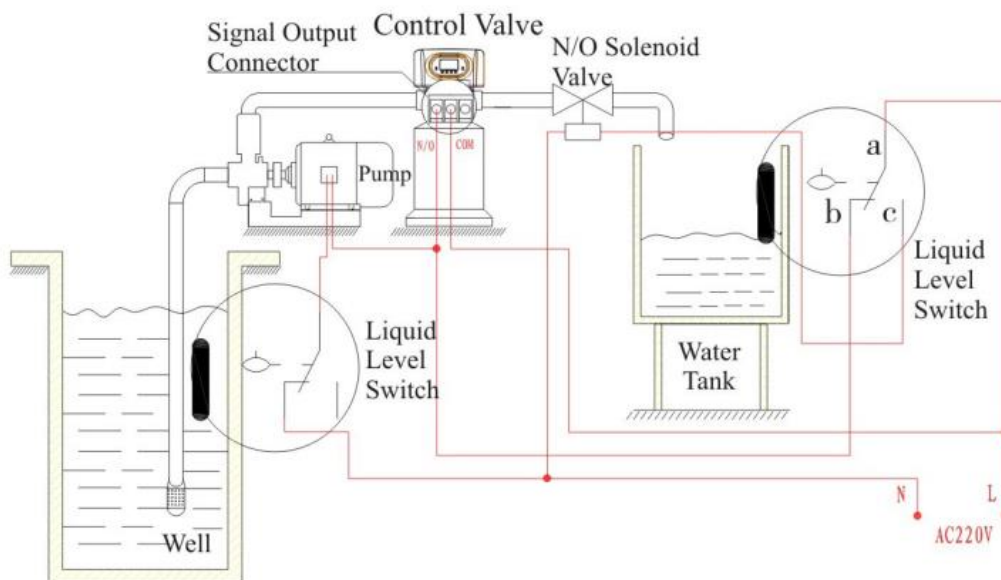 Signal Output
Connector
Control Valve
N/O Solenoid
Valve
N/O
COM
Pump
a
b
c
Liquid
Level
Switch
Liquid
Level
Switch
Water
Tank
Well
N
L
AC220V